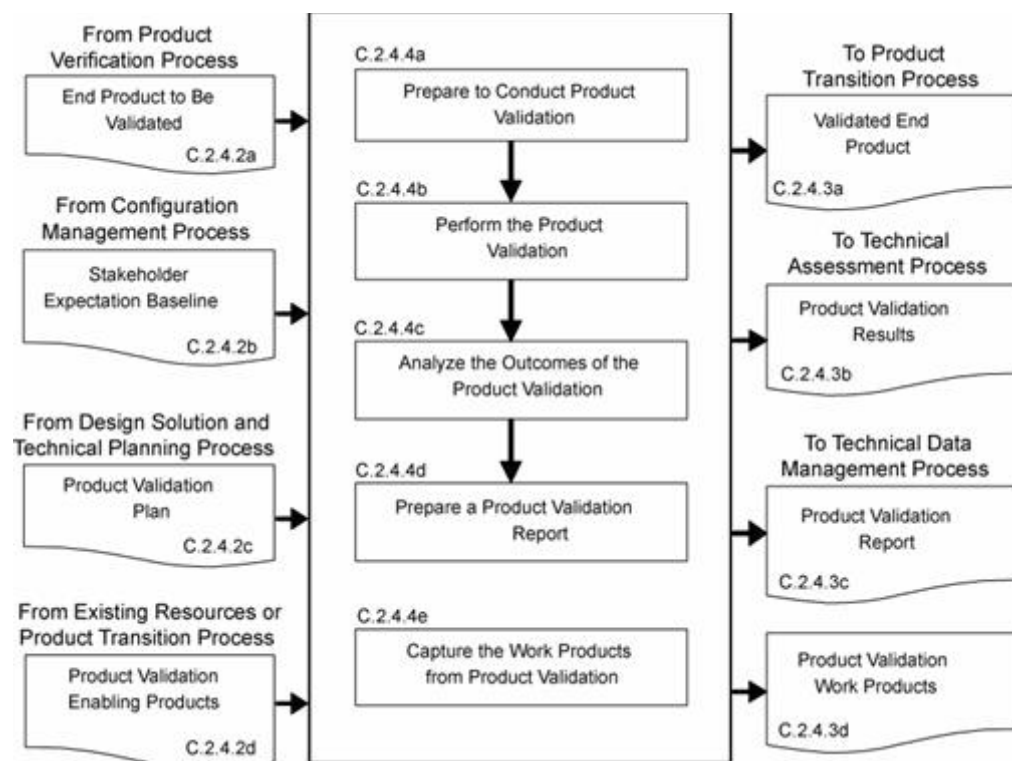 From Product
Verification Process
End Product to Be
Validated
C.2.4.2a
From Configuration
Management Process
Stakeholder
Expectation Baseline
C.2.4.2b
From Design Solution and
Technical Planning Process
Product Validation
Plan
C.2.4.2c
From Existing Resources or
Product Transition Process
Product Validation
Enabling Products
C.2.4.2d
C.2.4.4a
Prepare to Conduct Product
Validation
C.2.4.4b
Perform the Product
Validation
C.2.4.4c
Analyze the Outcomes of the
Product Validation
C.2.4.4d
Prepare a Product Validation
Report
C.2.4.4e
Capture the Work Products
from Product Validation
To Product
Transition Process
Validated End
Product
C.2.4.3a
To Technical
Assessment Process
Product Validation
Results
C.2.4.3b
To Technical Data
Management Process
Product Validation
Report
C.2.4.3c
Product Validation
Work Products
C.2.4.3d